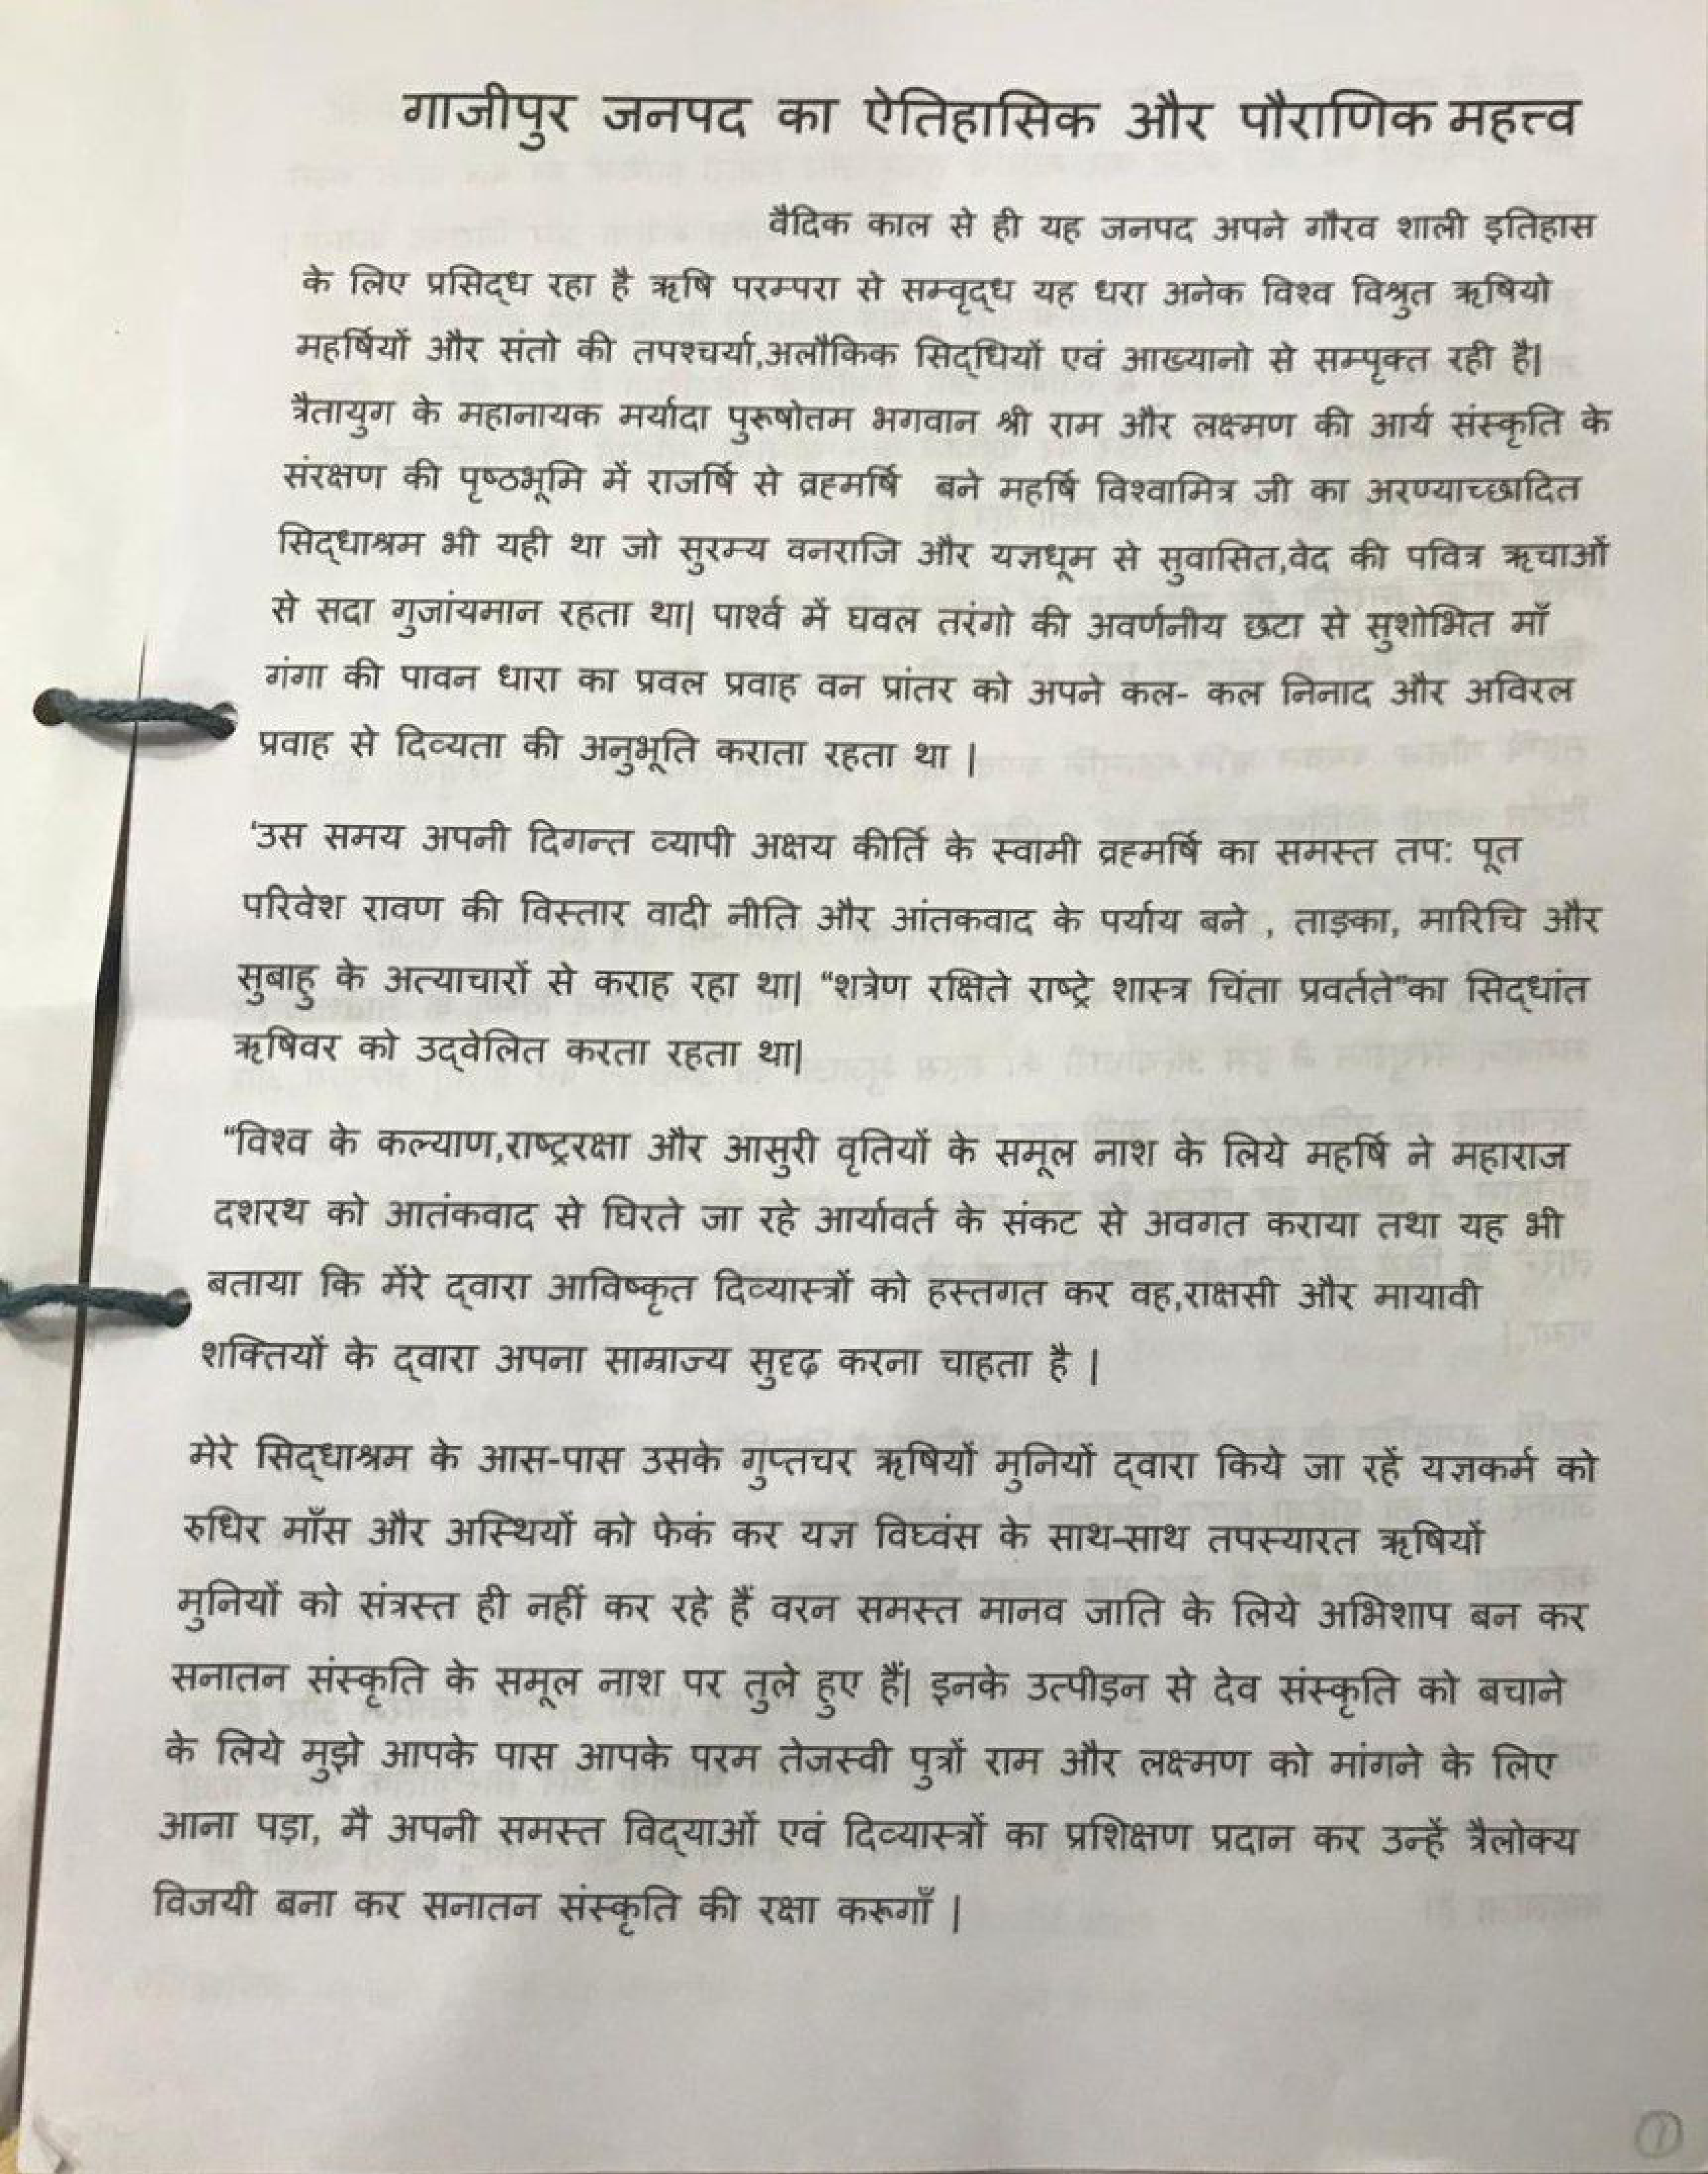 गाजीपुर जनपद का ऐतिहासिक और पौराणिक महत्त्व
वैदिक काल से ही यह जनपद अपने गौरव शाली इतिहास
के लिए प्रसिद्ध रहा है ऋषि परम्परा से सम्वृद्ध यह धरा अनेक विश्व विश्रुत ऋषियो
महर्षियों और संतो की तपश्चर्या,अलौकिक सिद्धियों एवं आख्यानो से सम्पृक्त रही है|
त्रैतायुग के महानायक मर्यादा पुरूषोतम भगवान श्री राम और लक्ष्मण की आर्य संस्कृति के
संरक्षण की पृष्ठभूमि में राजर्षि से व्रह्मर्षि बने महर्षि विश्वामित्र जी का अरण्याच्छादित
सिद्धाश्रम भी यही था जो सुरम्य वनराजि और यज्ञधूम से सुवासित,वेद की पवित्र ऋचाओं
से सदा गुजांयमान रहता था| पार्श्व में घवल तरंगो की अवर्णनीय छटा से सुशोभित माँ
गंगा की पावन धारा का प्रवल प्रवाह वन प्रांतर को अपने कल- कल निनाद और अविरल
प्रवाह से दिव्यता की अनुभूति कराता रहता था |
'उस समय अपनी दिगन्त व्यापी अक्षय कीर्ति के स्वामी व्रह्मर्षि का समस्त तप: पूत
परिवेश रावण की विस्तार वादी नीति और आंतकवाद के पर्याय बने , ताड़का, मारिचि और
सुबाहु के अत्याचारों से कराह रहा था| “शत्रेण रक्षिते राष्ट्रे शास्त्र चिंता प्रवर्तते”का सिद्धांत
ऋषिवर को उद्वेलित करता रहता था|
“विश्व के कल्याण,राष्ट्ररक्षा और आसुरी वृतियों के समूल नाश के लिये महर्षि ने महाराज
दशरथ को आतंकवाद से घिरते जा रहे आर्यावर्त के संकट से अवगत कराया तथा यह भी
बताया कि मेंरे द्वारा आविष्कृत दिव्यास्त्रों को हस्तगत कर वह,राक्षसी और मायावी
शक्तियों के द्वारा अपना साम्राज्य सुदृढ़ करना चाहता है |
मेरे सिद्धाश्रम के आस-पास उसके गुप्तचर ऋषियों मुनियों द्वारा किये जा रहें यज्ञकर्म को
रुधिर माँस और अस्थियों को फेकं कर यज्ञ विघ्वंस के साथ-साथ तपस्यारत ऋषियों
मुनियों को संत्रस्त ही नहीं कर रहे हैं वरन समस्त मानव जाति के लिये अभिशाप बन कर
सनातन संस्कृति के समूल नाश पर तुले हुए हैं| इनके उत्पीड़न से देव संस्कृति को बचाने
के लिये मुझे आपके पास आपके परम तेजस्वी पुत्रों राम और लक्ष्मण को मांगने के लिए
आना पड़ा, मै अपनी समस्त विद्याओं एवं दिव्यास्त्रों का प्रशिक्षण प्रदान कर उन्हें त्रैलोक्य
विजयी बना कर सनातन संस्कृति की रक्षा करूगाँ |
1